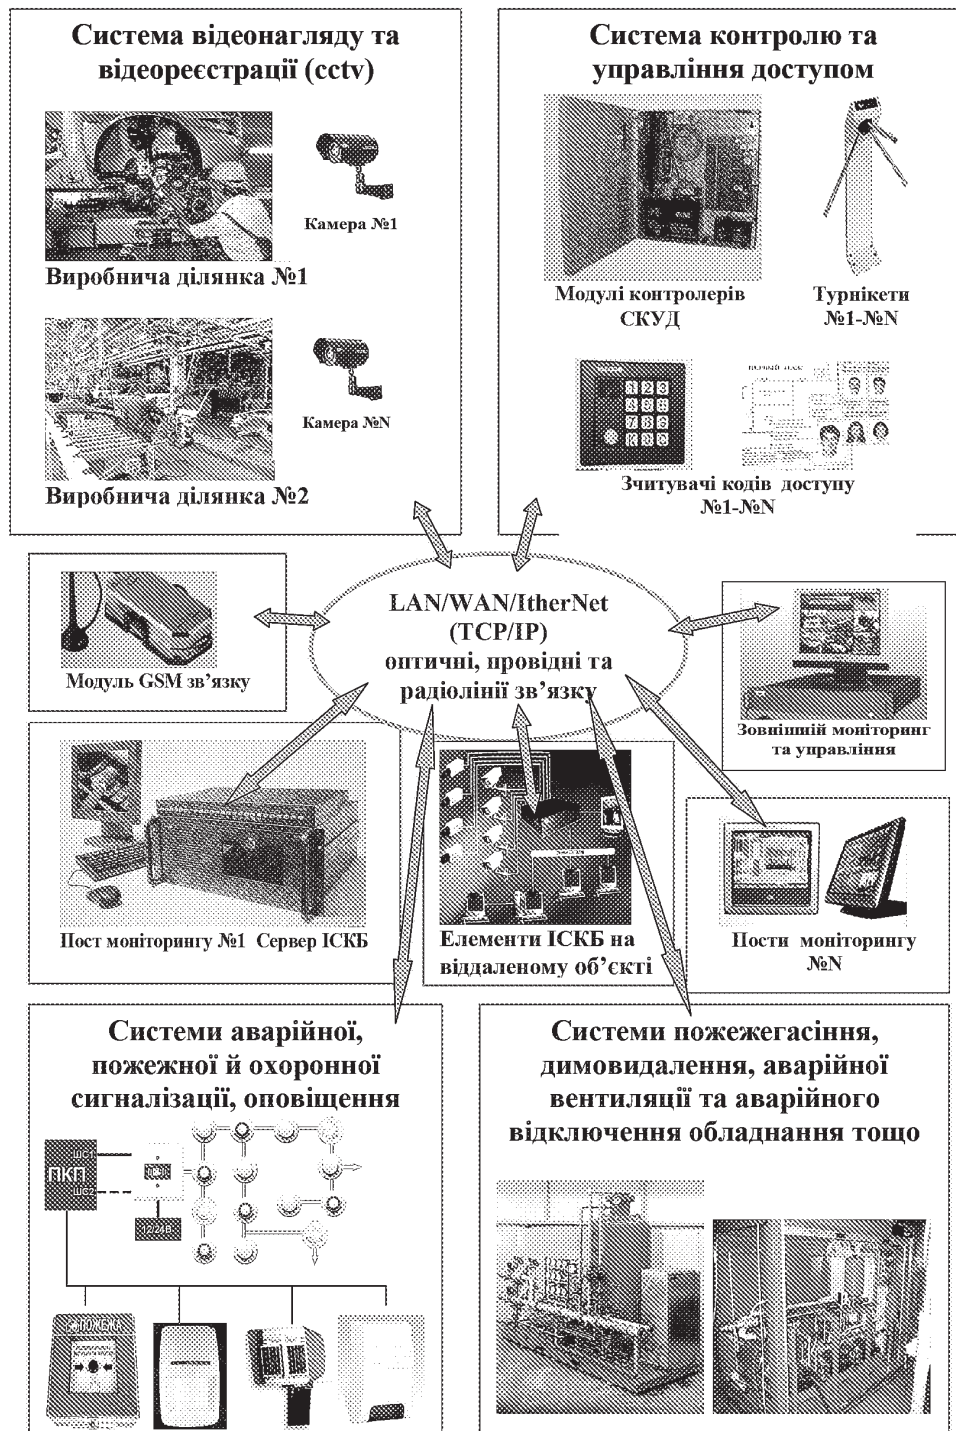 Система відеонагляду та
відеореєстрації (cctv)
Камера №1
Виробнича ділянка №1
Камера №N
Виробнича ділянка №2
Система контролю та
управління доступом
Модулі контролерів
СКУД
Турнікети
№1-№N
Зчитувачі кодів доступу
№1-№N
LAN/WAN/ItherNet
(TCP/IP)
оптичні, провідні та
радіолінії зв’язку
Модуль GSM зв’язку
Зовнішній моніторинг
та управління
Пост моніторингу №1 Сервер ІСКБ
Елементи ІСКБ на
віддаленому об’єкті
Пости моніторингу
№N
Системи аварійної,
пожежної й охоронної
сигналізації, оповіщення
ШС1
ПКП
ШС2
12/24В
ПОЖЕЖА
Системи пожежегасіння,
димовидалення, аварійної
вентиляції та аварійного
відключення обладнання тощо